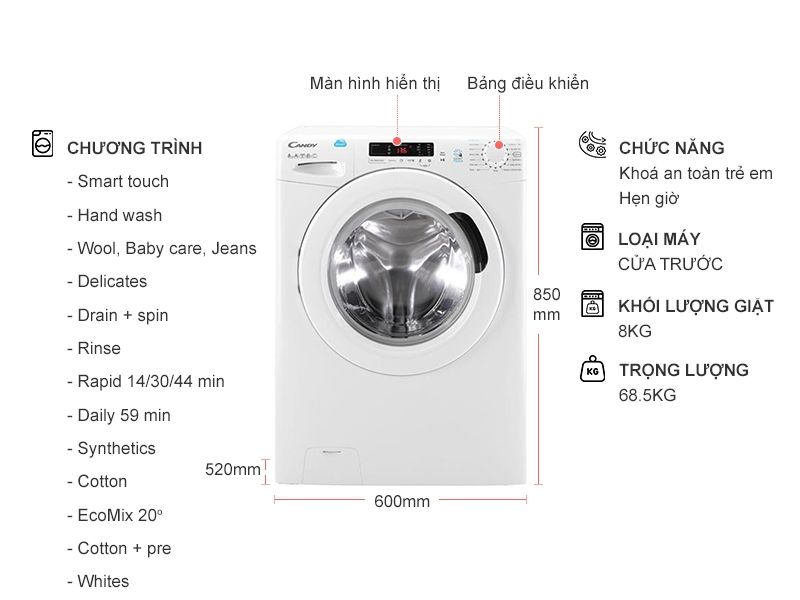 Màn hình hiển thị
Bảng điều khiển
CHƯƠNG TRÌNH
- Smart touch
- Hand wash
- Wool, Baby care, Jeans
- Delicates
- Drain + spin
- Rinse
- Rapid 14/30/44 min
- Daily 59 min
- Synthetics
- Cotton
- EcoMix 20º
- Cotton + pre
- Whites
CANDY
850
mm
520mm
600mm
CHỨC NĂNG
Khoá an toàn trẻ em
Hẹn giờ
LOẠI MÁY
CỬA TRƯỚC
KHỐI LƯỢNG GIẶT
8KG
KG
TRỌNG LƯỢNG
68.5KG